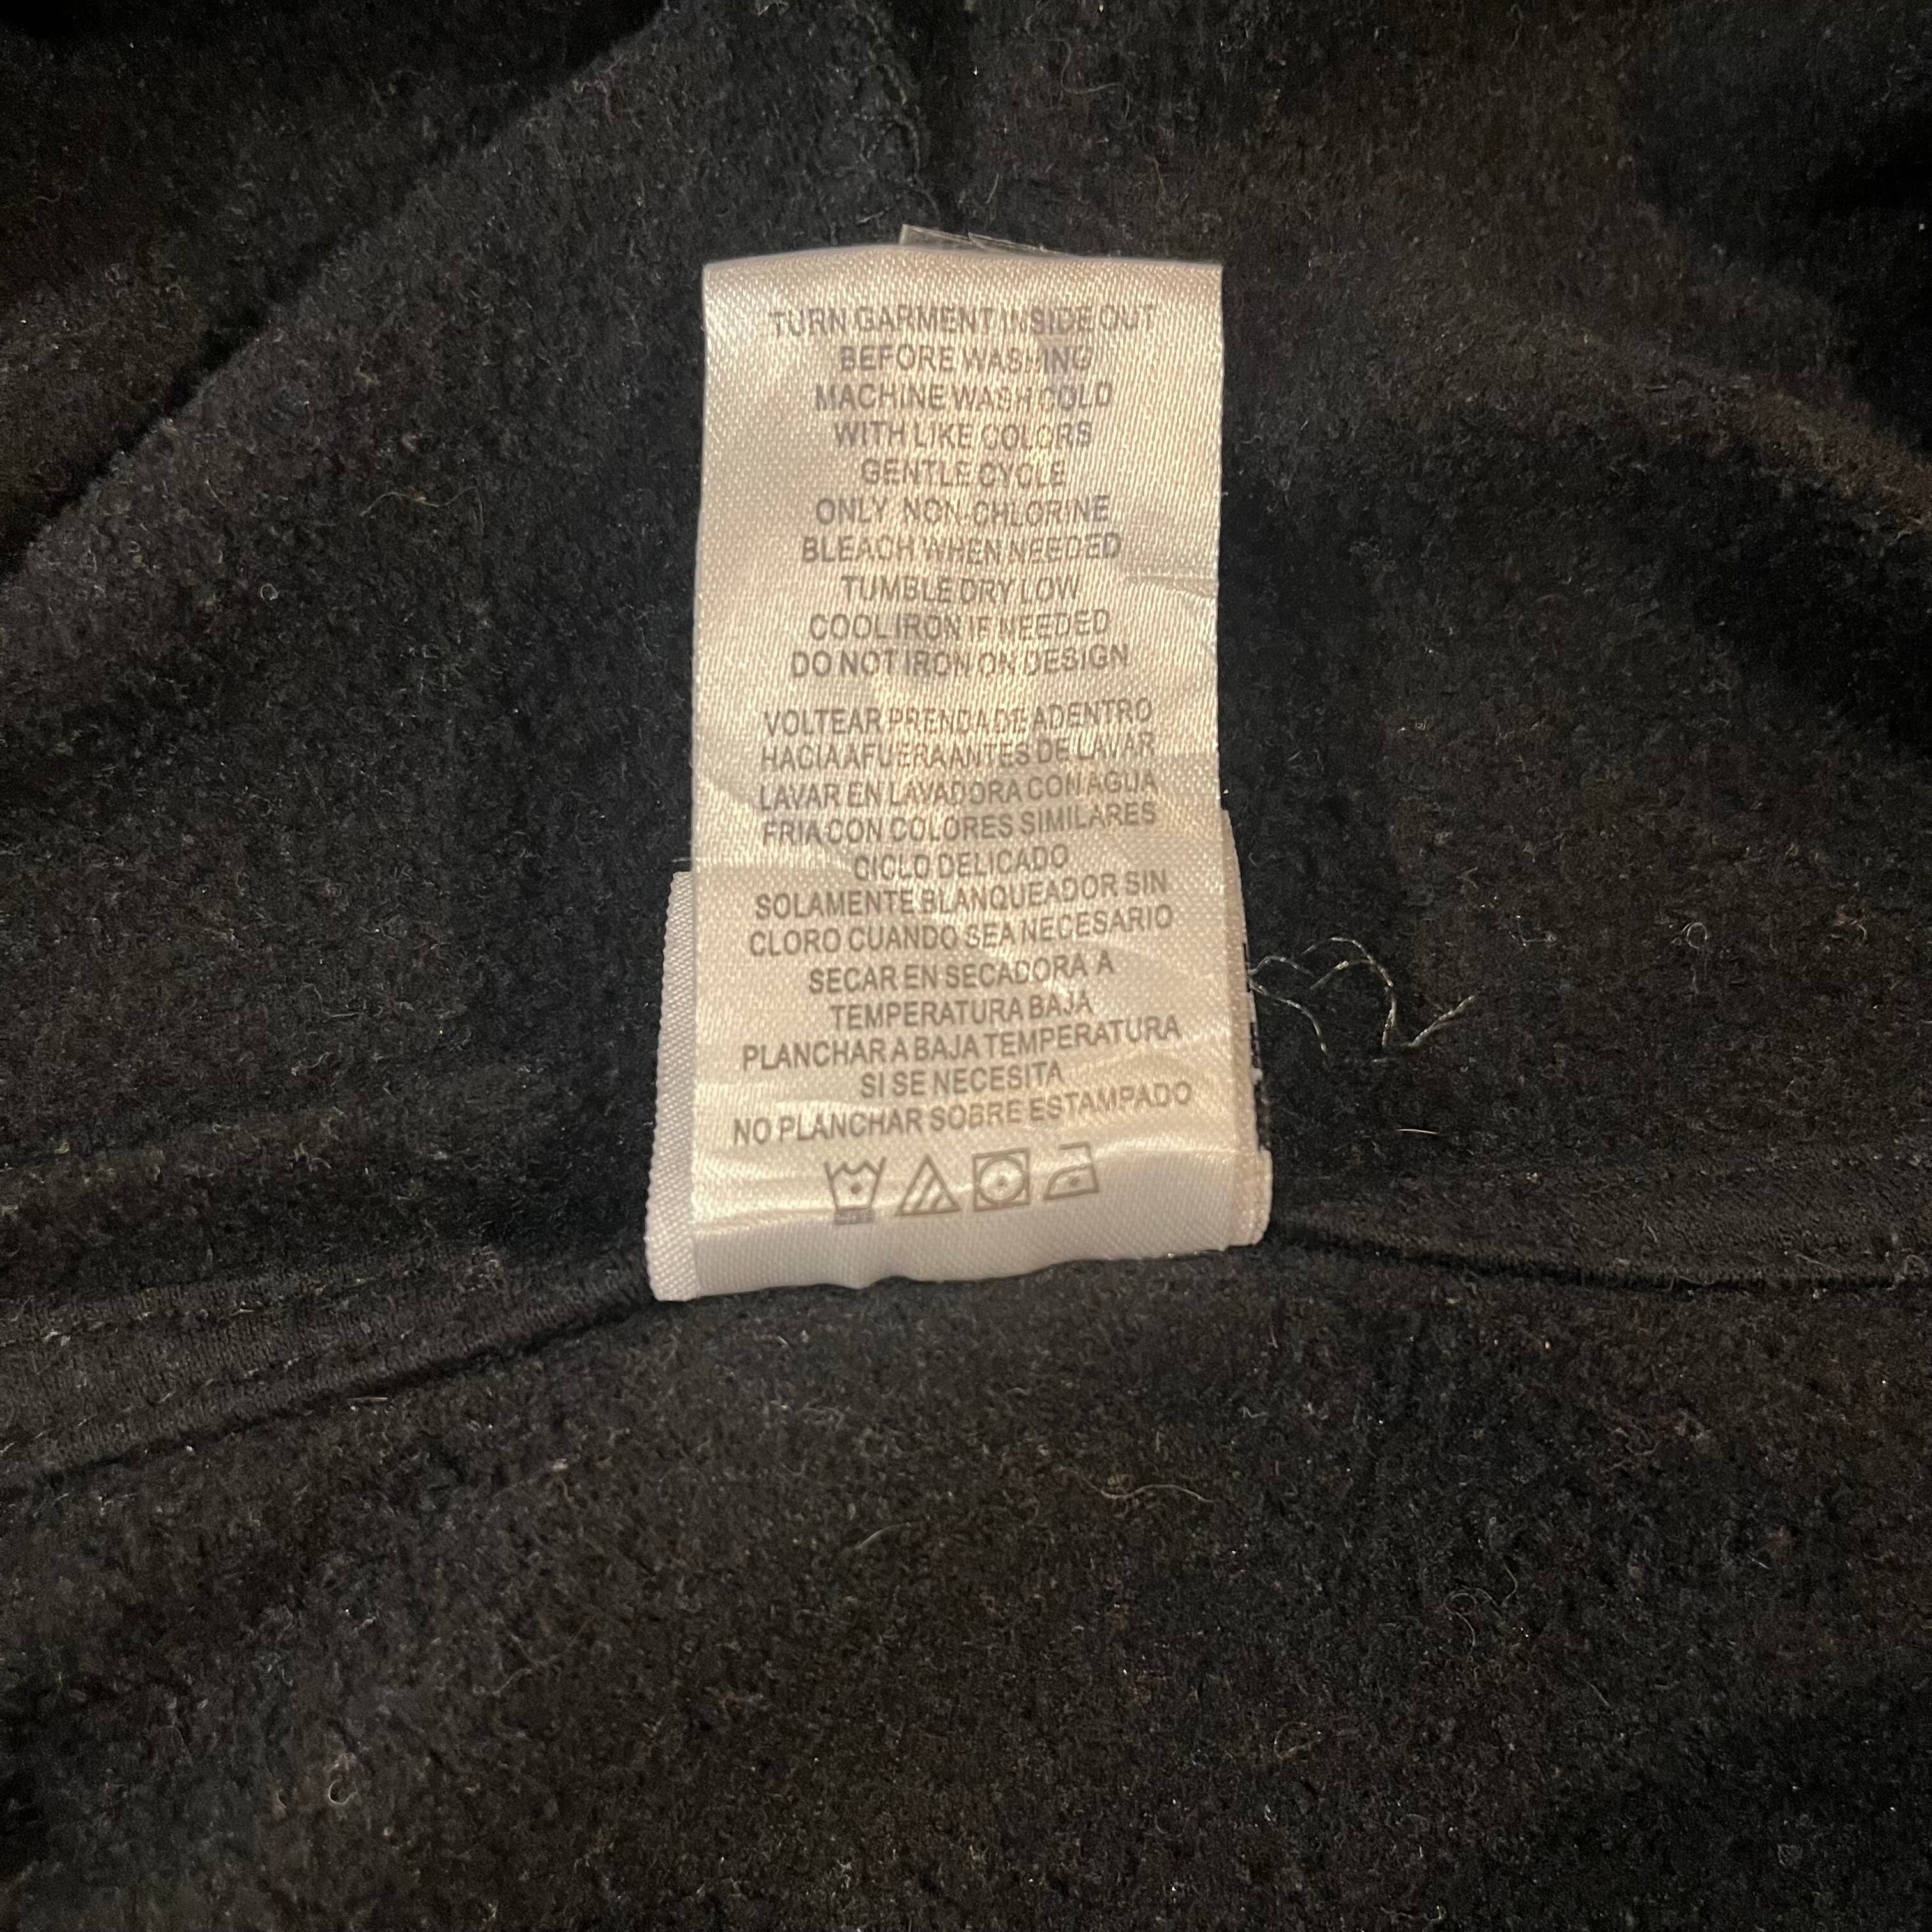 TURN GARMENT INSIDE OUT
BEFORE WASHING
MACHINE WASH COLD
WITH LIKE COLORS
GENTLE CYCLE
ONLY NON-CHLORINE
BLEACH WHEN NEEDED
TUMBLE DRY LOW
COOL IRON IF NEEDED
DO NOT IRON ON DESIGN
VOLTEAR PRENDA DE ADENTRO
HACIA AFUERA ANTES DE LAVAR
LAVAR EN LAVADORA CON AGUA
FRIA CON COLORES SIMILARES
CICLO DELICADO
SOLAMENTE BLANQUEADOR SIN
CLORO CUANDO SEA NECESARIO
SECAR EN SECADORA A
TEMPERATURA BAJA
PLANCHAR A BAJA TEMPERATURA
SI SE NECESITA
NO PLANCHAR SOBRE ESTAMPADO